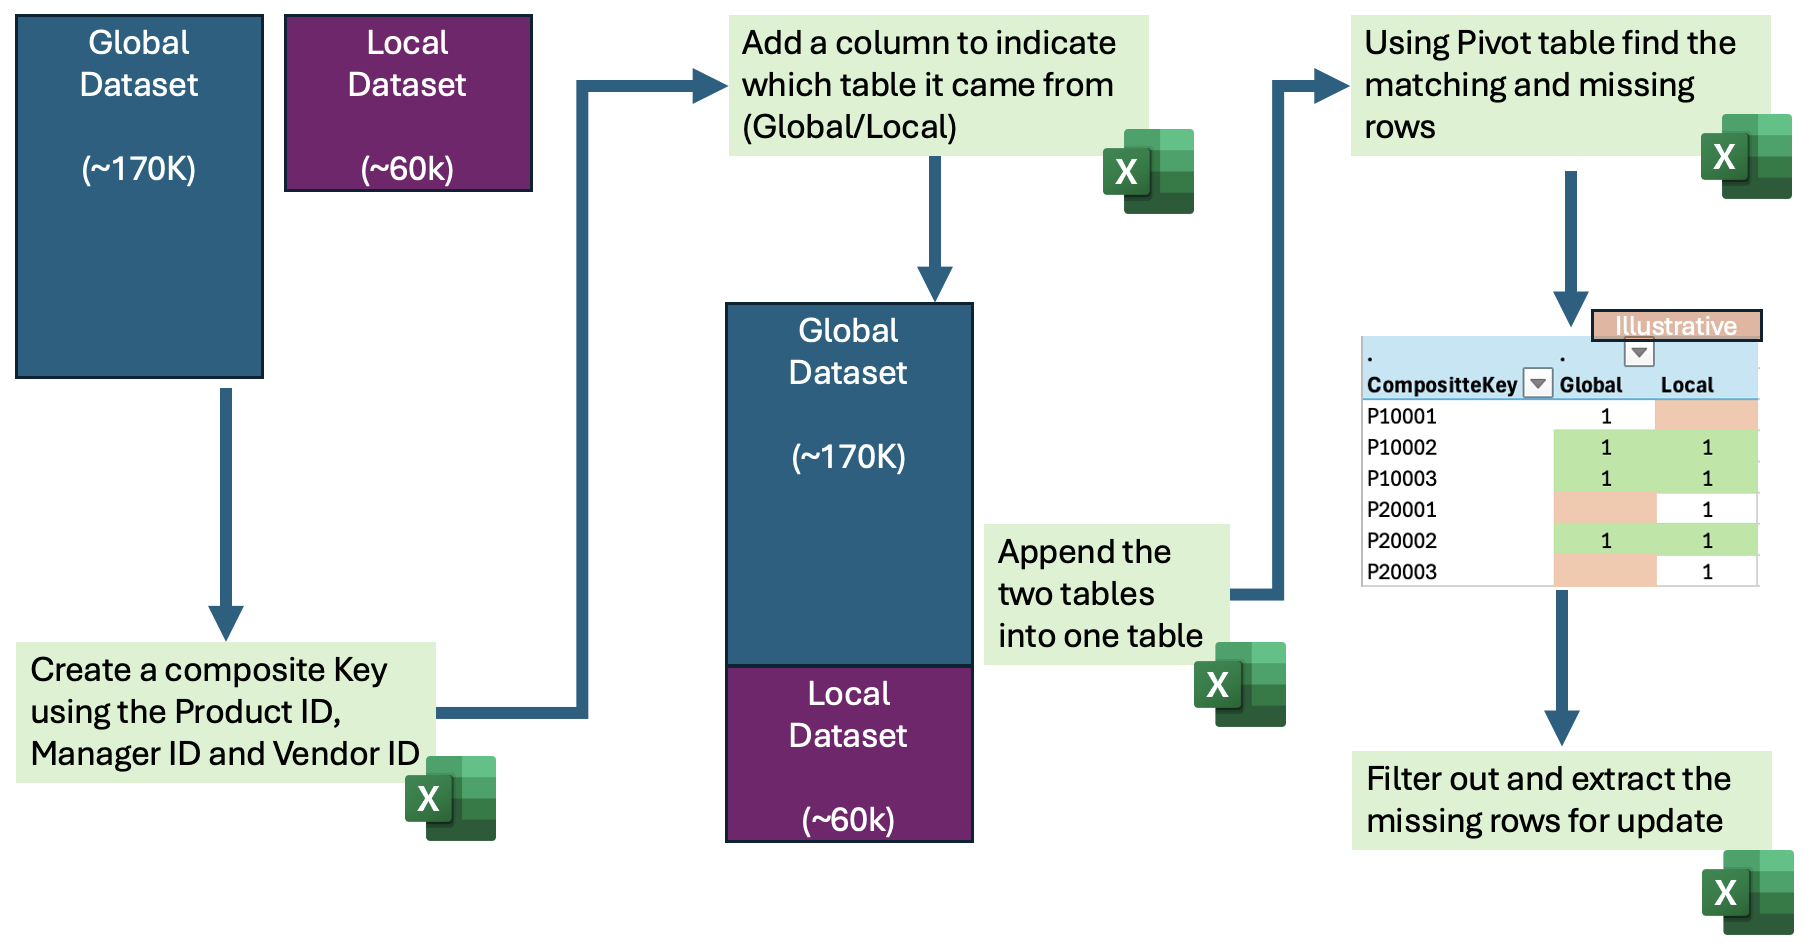 Global
Dataset
(~170K)
Local
Dataset
(~60k)
Create a composite Key
using the Product ID,
Manager ID and Vendor ID
X
Add a column to indicate
which table it came from
(Global/Local)
X
Global
Dataset
(~170K)
Local
Dataset
(~60k)
Append the
two tables
into one table
X
Using Pivot table find the
matching and missing
rows
X
Illustrative
. .
CompositteKey Global Local
P10001 1
P10002 1 1
P10003 1 1
P20001 1
P20002 1 1
P20003 1
Filter out and extract the
missing rows for update
X